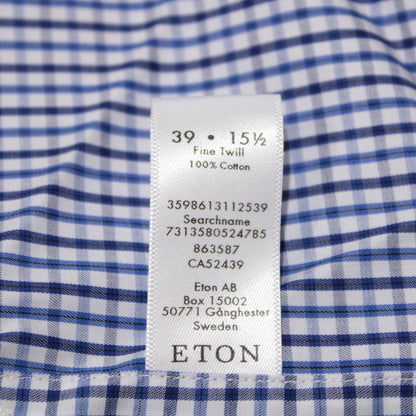 39 • 15½
Fine Twill
100% Cotton
3598613112539
Searchname
7313580524785
863587
CA52439
Eton AB
Box 15002
50771 Gånghester
Sweden
ETON